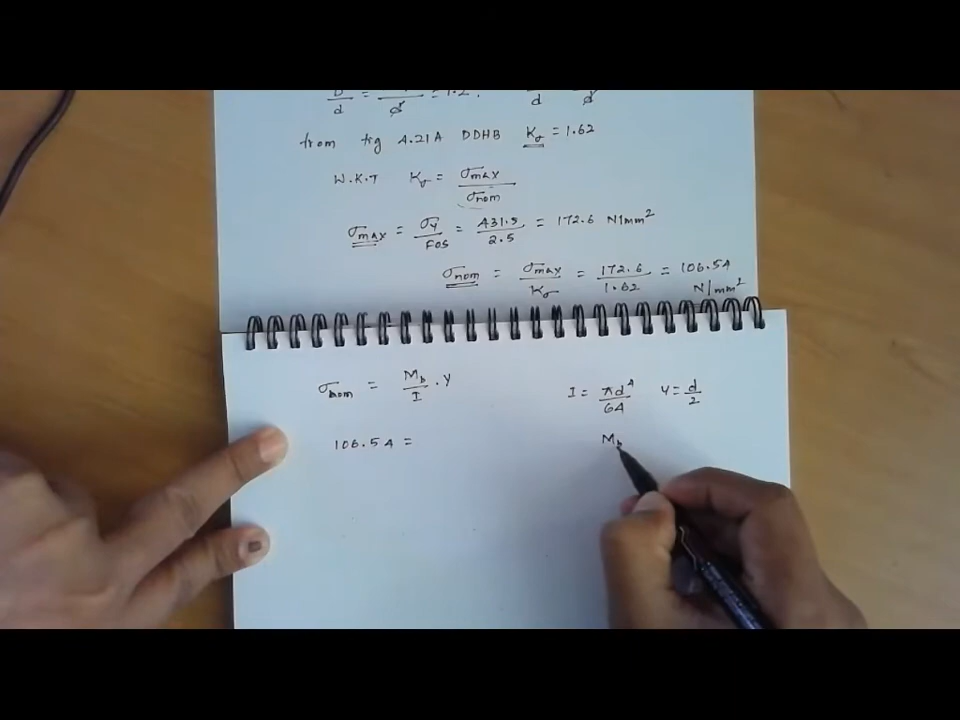 D/d = = 1.2. d
from fig 4.21A DDHB Kσ = 1.62
W.K.T Kσ = σmax/σnom
σmax = σy/FOS = 431.5/2.5 = 172.6 N/mm²
σnom = σmax/Kσ = 172.6/1.62 = 106.54 N/mm²
σnom = Mb/I . Y I = πd⁴/64 Y = d/2
106.54 = Mb